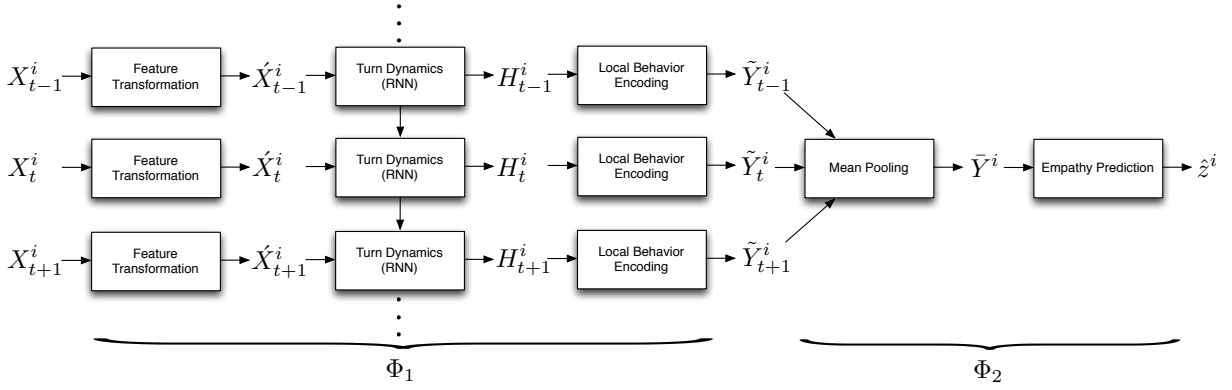 X^i_{t-1} Feature Transformation X́^i_{t-1} Turn Dynamics (RNN) H^i_{t-1} Local Behavior Encoding Ỹ^i_{t-1}
X^i_t Feature Transformation X́^i_t Turn Dynamics (RNN) H^i_t Local Behavior Encoding Ỹ^i_t Mean Pooling Ȳ^i Empathy Prediction ẑ^i
X^i_{t+1} Feature Transformation X́^i_{t+1} Turn Dynamics (RNN) H^i_{t+1} Local Behavior Encoding Ỹ^i_{t+1}
Φ_1 Φ_2